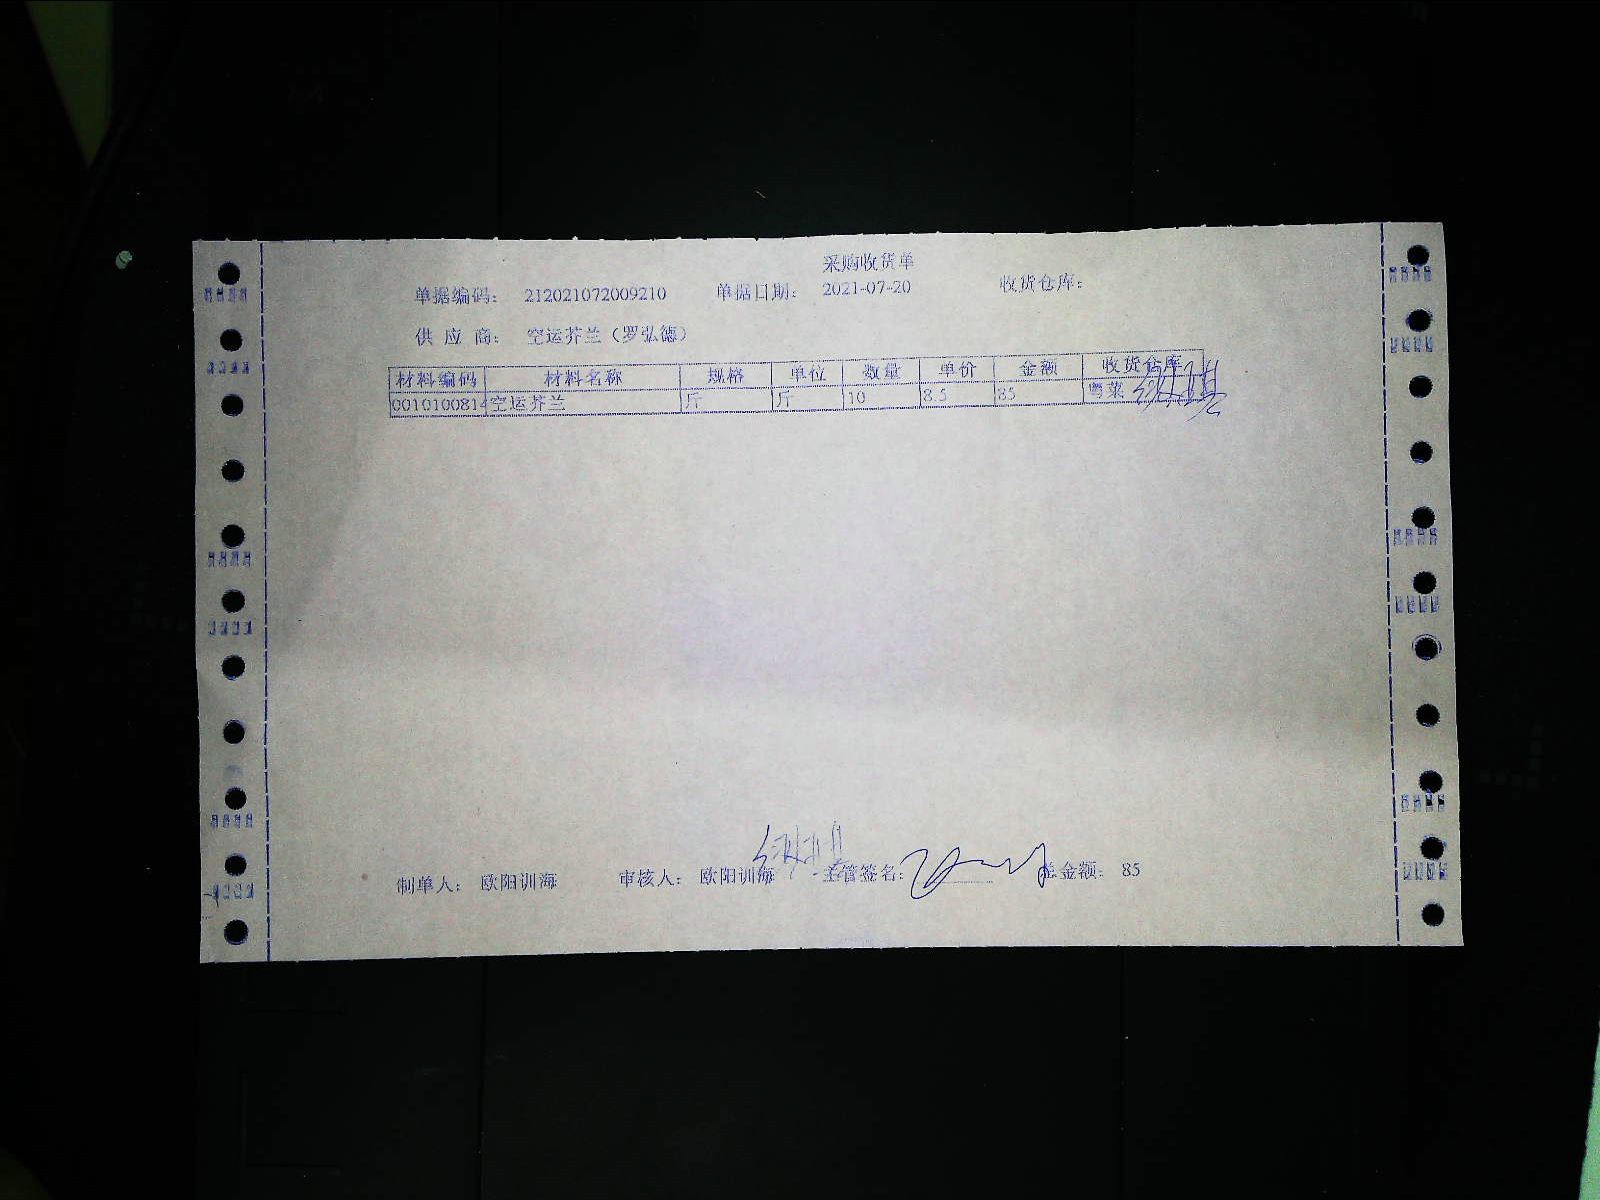 采购收货单
单据编码： 212021072009210 单据日期： 2021-07-20 收货仓库：
供 应 商： 空运芥兰（罗弘德）
材料编码 材料名称 规格 单位 数量 单价 金额 收货仓库
0010100814 空运芥兰 斤 斤 10 8.5 85 粤菜
制单人： 欧阳训海 审核人： 欧阳训海 主管签名： 总金额： 85